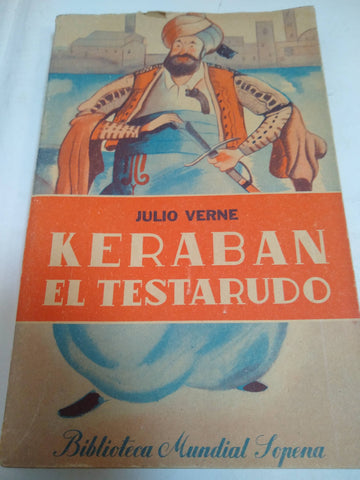 JULIO VERNE
KERABAN
EL TESTARUDO
Biblioteca Mundial Sopena